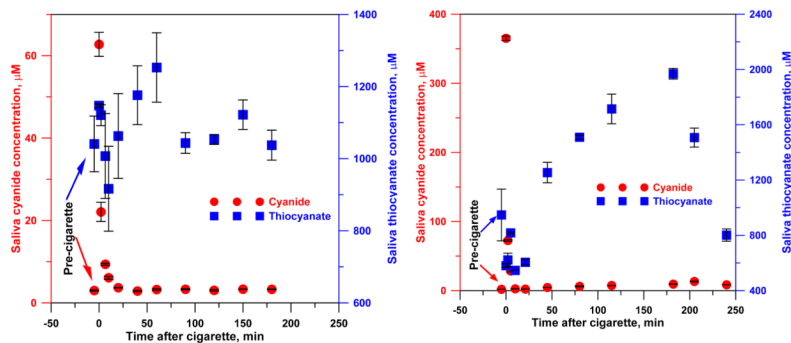 60
40
20
0
Saliva cyanide concentration, µM
1400
1200
1000
800
600
Saliva thiocyanate concentration, µM
Pre-cigarette
Cyanide
Thiocyanate
-50 0 50 100 150 200 250
Time after cigarette, min
400
300
200
100
0
Saliva cyanide concentration, µM
2400
2000
1600
1200
800
400
Saliva thiocyanate concentration, µM
Pre-cigarette
Cyanide
Thiocyanate
-50 0 50 100 150 200 250
Time after cigarette, min